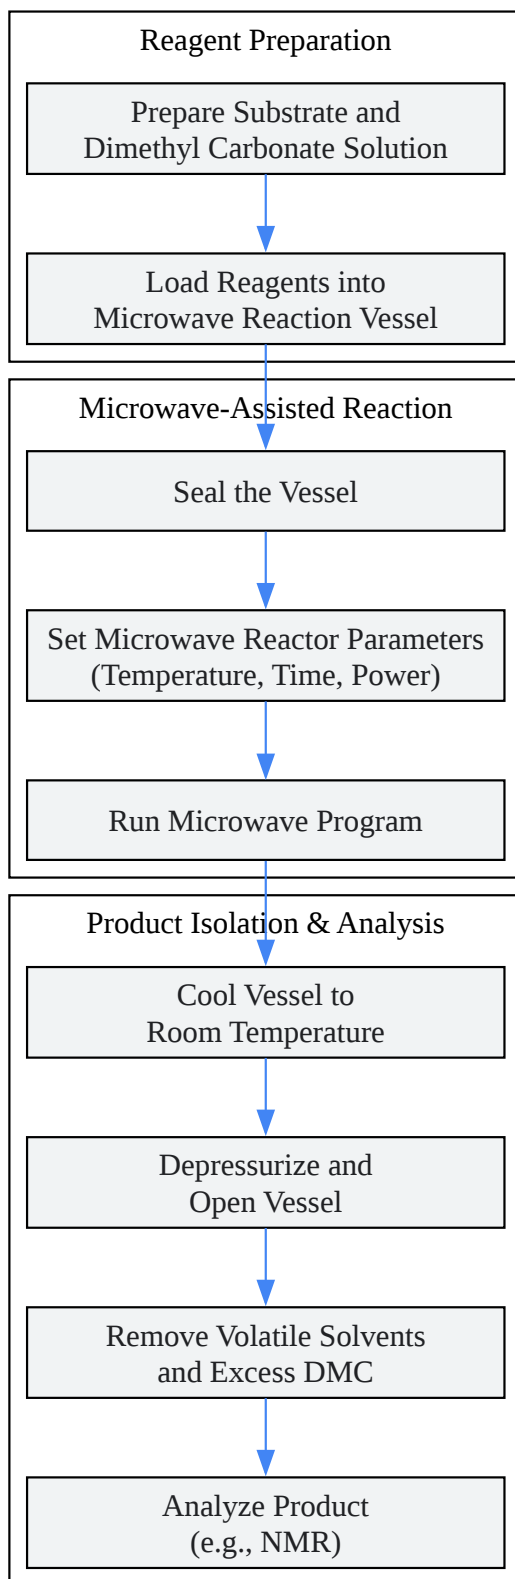 Reagent Preparation
Prepare Substrate and
Dimethyl Carbonate Solution
Load Reagents into
Microwave Reaction Vessel
Microwave-Assisted Reaction
Seal the Vessel
Set Microwave Reactor Parameters
(Temperature, Time, Power)
Run Microwave Program
Product Isolation & Analysis
Cool Vessel to
Room Temperature
Depressurize and
Open Vessel
Remove Volatile Solvents
and Excess DMC
Analyze Product
(e.g., NMR)